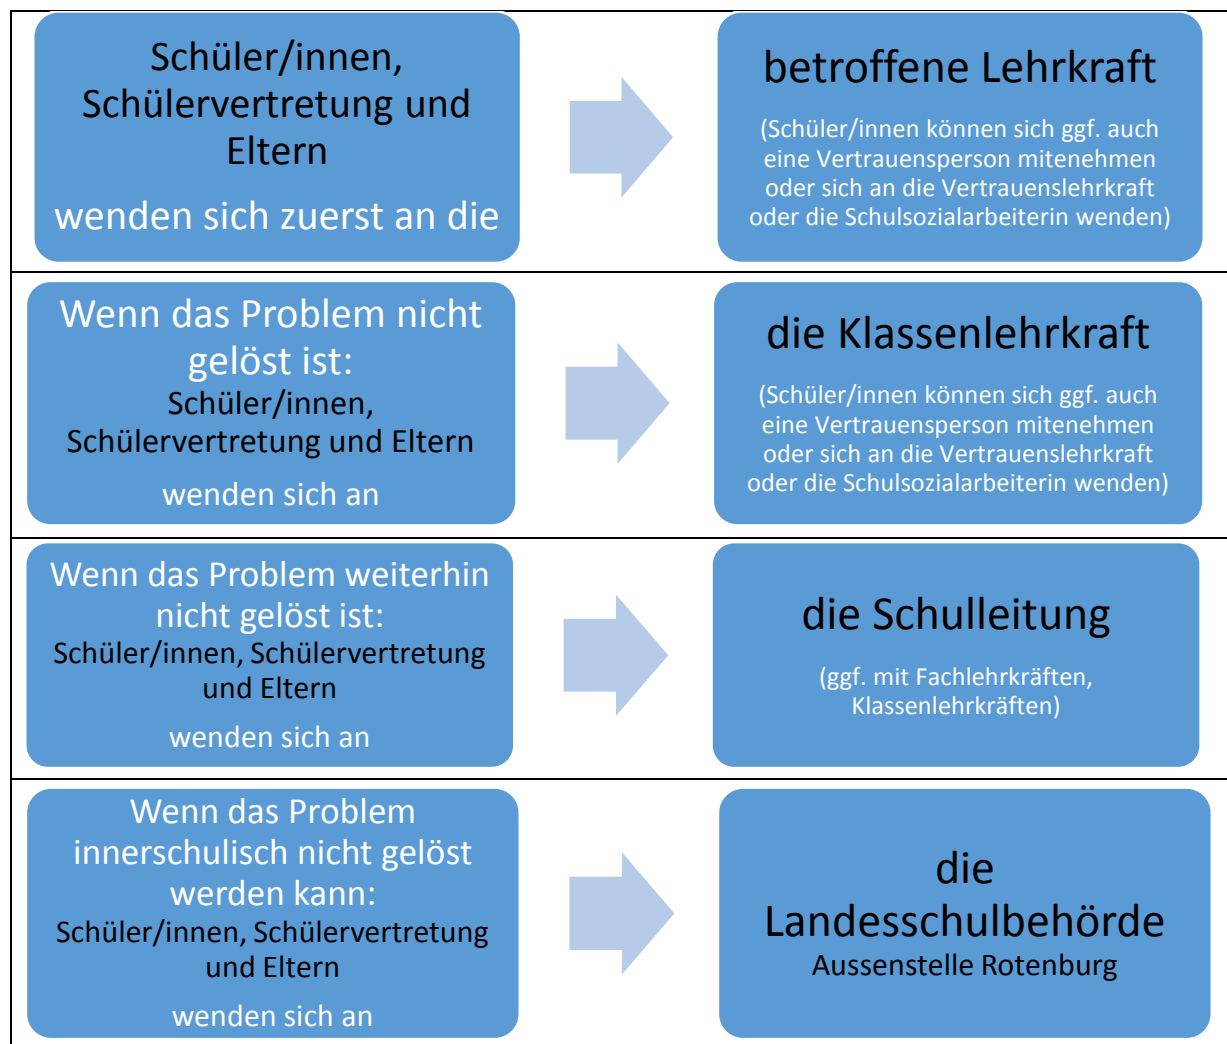 Schüler/innen,
Schülervertretung und
Eltern
wenden sich zuerst an die
betroffene Lehrkraft
(Schüler/innen können sich ggf. auch
eine Vertrauensperson mitenehmen
oder sich an die Vertrauenslehrkraft
oder die Schulsozialarbeiterin wenden)
Wenn das Problem nicht
gelöst ist:
Schüler/innen,
Schülervertretung und Eltern
wenden sich an
die Klassenlehrkraft
(Schüler/innen können sich ggf. auch
eine Vertrauensperson mitenehmen
oder sich an die Vertrauenslehrkraft
oder die Schulsozialarbeiterin wenden)
Wenn das Problem weiterhin
nicht gelöst ist:
Schüler/innen, Schülervertretung
und Eltern
wenden sich an
die Schulleitung
(ggf. mit Fachlehrkräften,
Klassenlehrkräften)
Wenn das Problem
innerschulisch nicht gelöst
werden kann:
Schüler/innen, Schülervertretung
und Eltern
wenden sich an
die
Landesschulbehörde
Aussenstelle Rotenburg